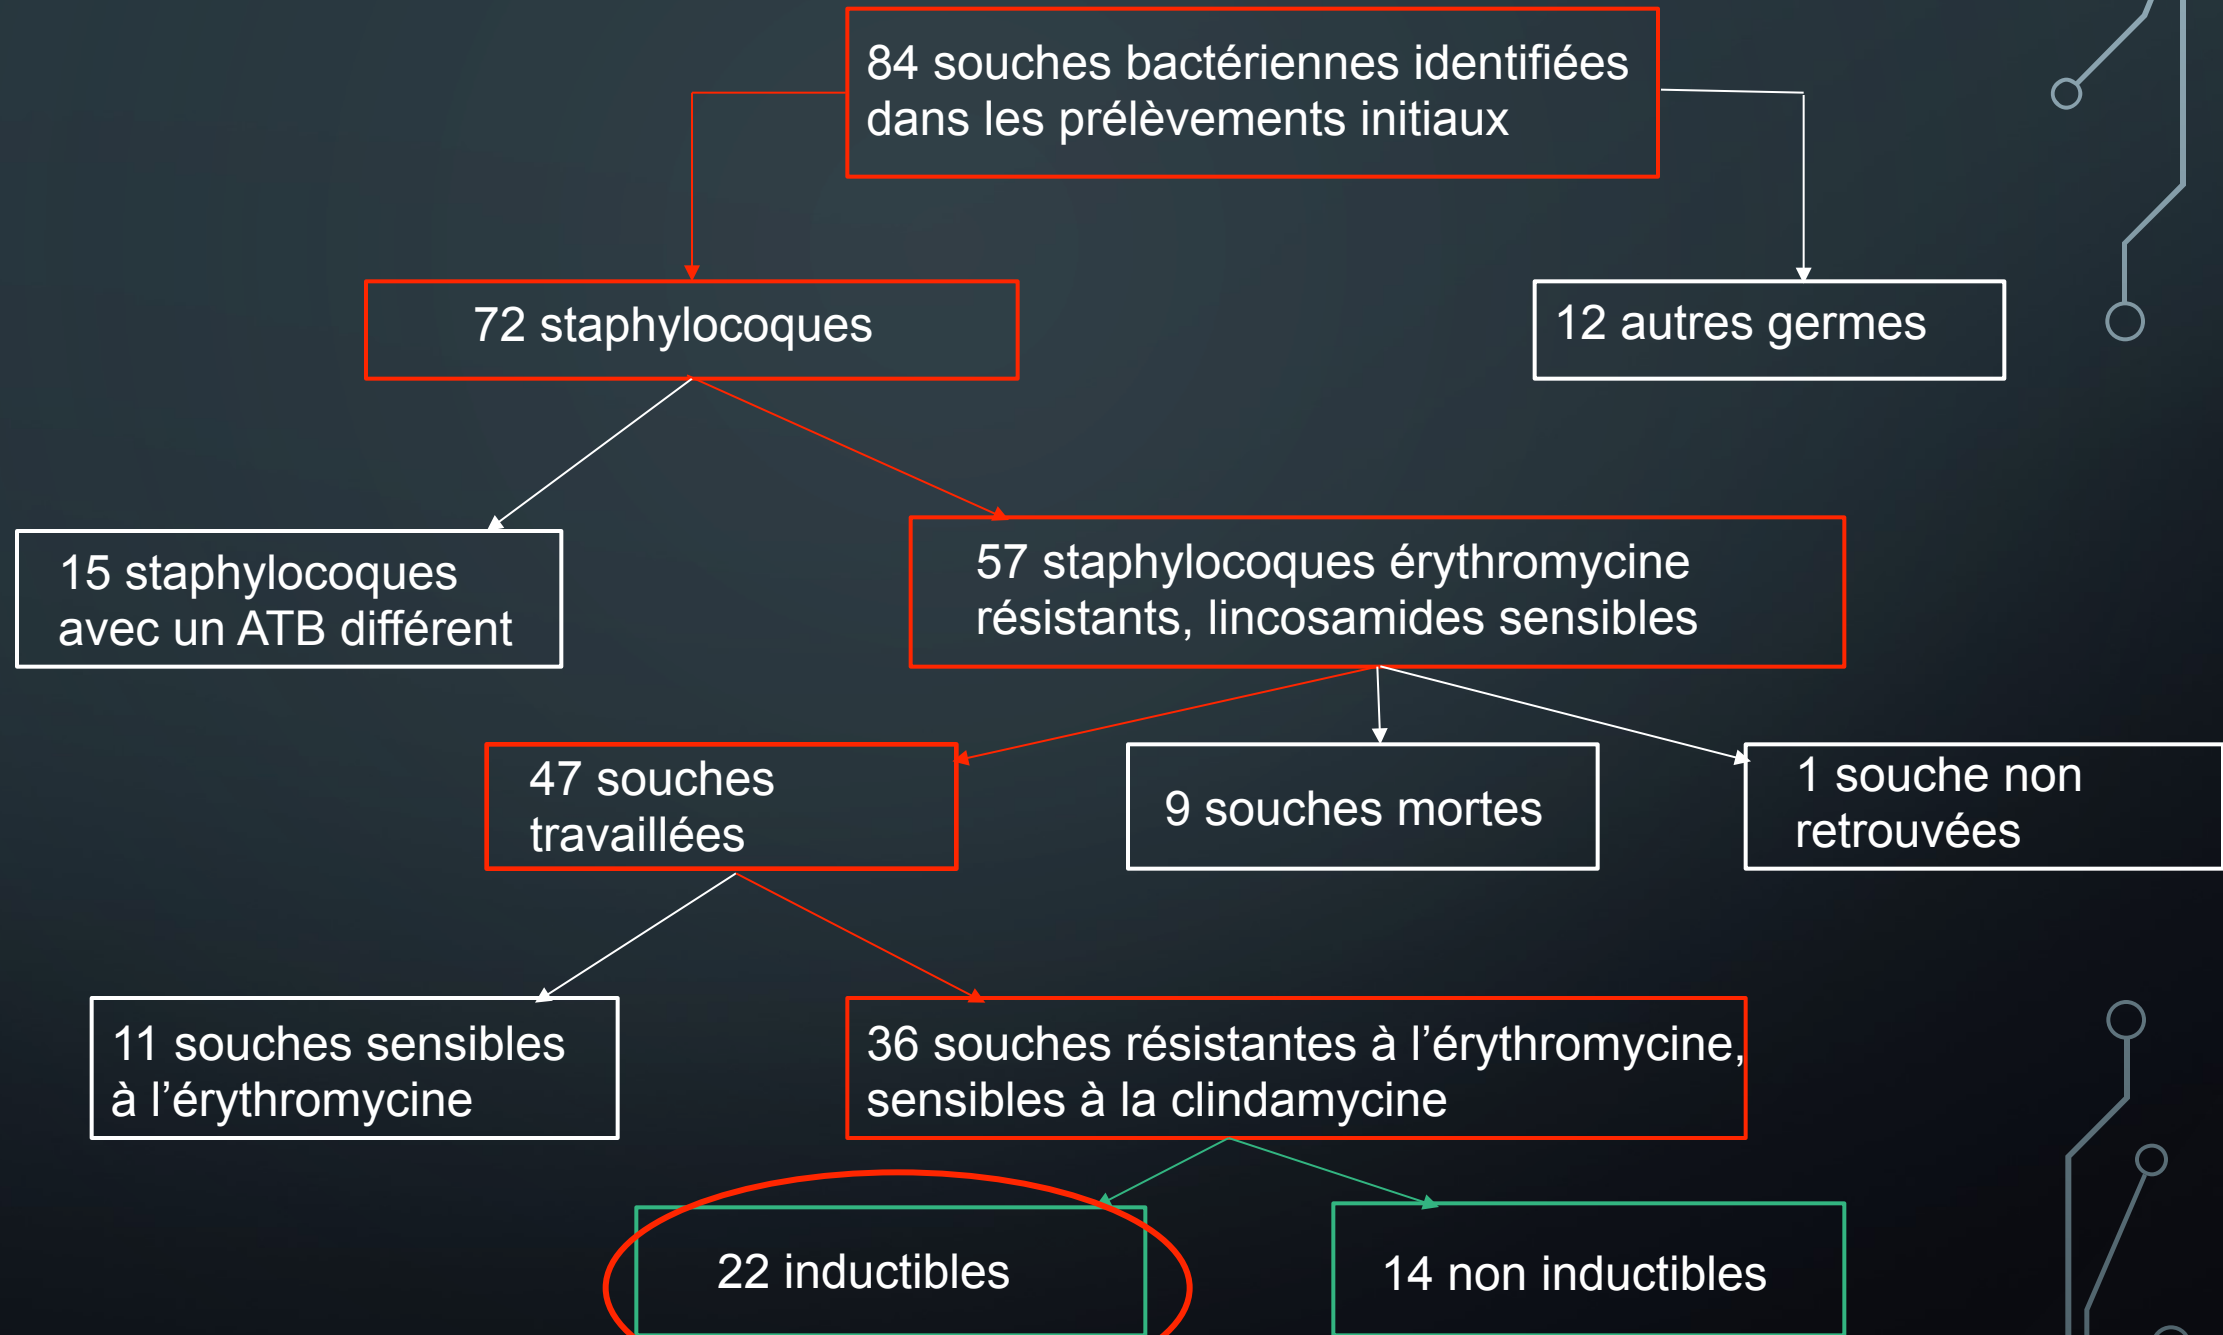 84 souches bactériennes identifiées
dans les prélèvements initiaux
72 staphylocoques
12 autres germes
15 staphylocoques
avec un ATB différent
57 staphylocoques érythromycine
résistants, lincosamides sensibles
47 souches
travaillées
9 souches mortes
1 souche non
retrouvées
11 souches sensibles
à l’érythromycine
36 souches résistantes à l’érythromycine,
sensibles à la clindamycine
22 inductibles
14 non inductibles